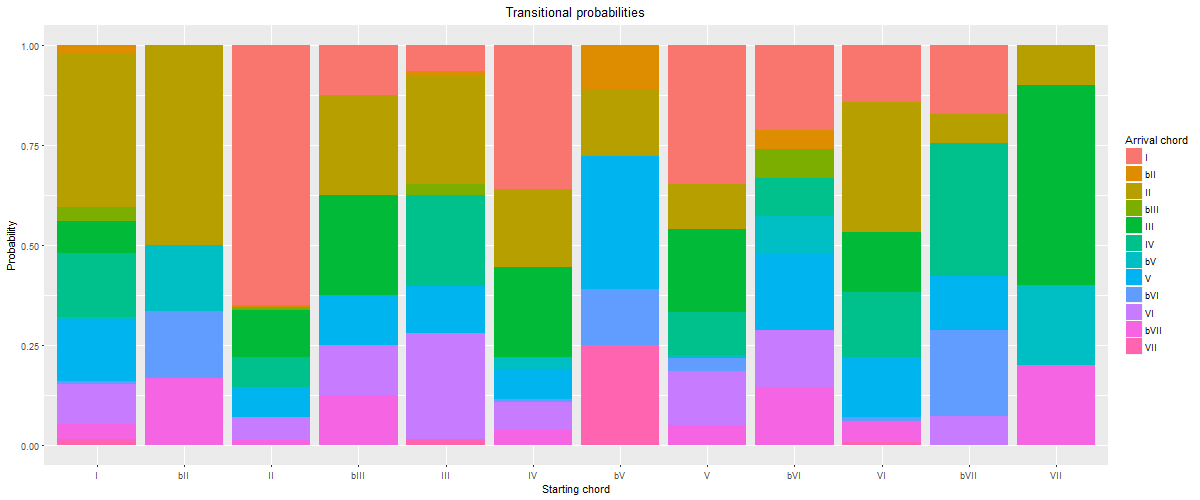 Transitional probabilities
1.00
0.75
0.50
0.25
0.00
Probability
I bII II bIII III IV bV V bVI VI bVII VII
Starting chord
Arrival chord
I
bII
II
bIII
III
IV
bV
V
bVI
VI
bVII
VII